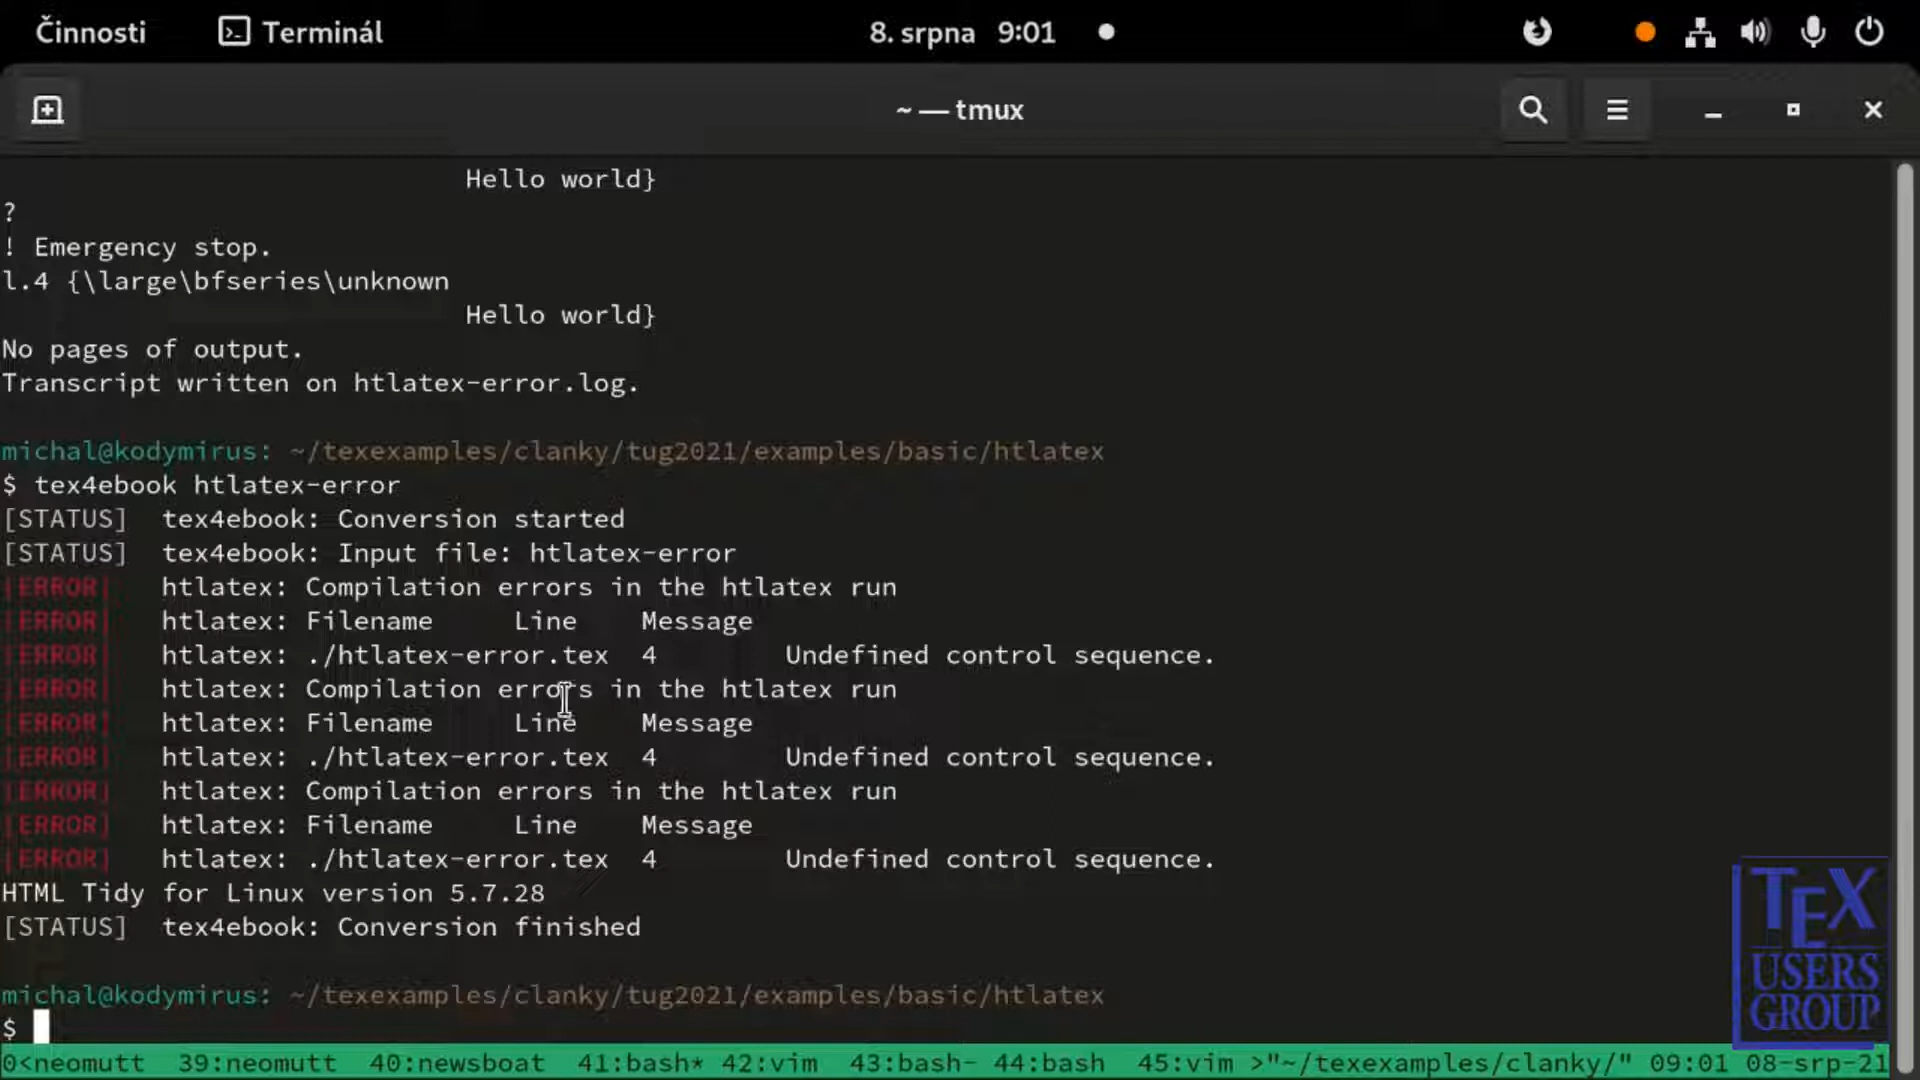 Činnosti Terminál 8. srpna 9:01
~ — tmux
Hello world}
?
! Emergency stop.
l.4 {\large\bfseries\unknown
Hello world}
No pages of output.
Transcript written on htlatex-error.log.
michal@kodymirus: ~/texexamples/clanky/tug2021/examples/basic/htlatex
$ tex4ebook htlatex-error
[STATUS] tex4ebook: Conversion started
[STATUS] tex4ebook: Input file: htlatex-error
[ERROR] htlatex: Compilation errors in the htlatex run
[ERROR] htlatex: Filename Line Message
[ERROR] htlatex: ./htlatex-error.tex 4 Undefined control sequence.
[ERROR] htlatex: Compilation errors in the htlatex run
[ERROR] htlatex: Filename Line Message
[ERROR] htlatex: ./htlatex-error.tex 4 Undefined control sequence.
[ERROR] htlatex: Compilation errors in the htlatex run
[ERROR] htlatex: Filename Line Message
[ERROR] htlatex: ./htlatex-error.tex 4 Undefined control sequence.
HTML Tidy for Linux version 5.7.28
[STATUS] tex4ebook: Conversion finished
michal@kodymirus: ~/texexamples/clanky/tug2021/examples/basic/htlatex
$
0<neomutt 39:neomutt 40:newsboat 41:bash* 42:vim 43:bash- 44:bash 45:vim >"~/texexamples/clanky/" 09:01 08-srp-21
TEX
USERS
GROUP